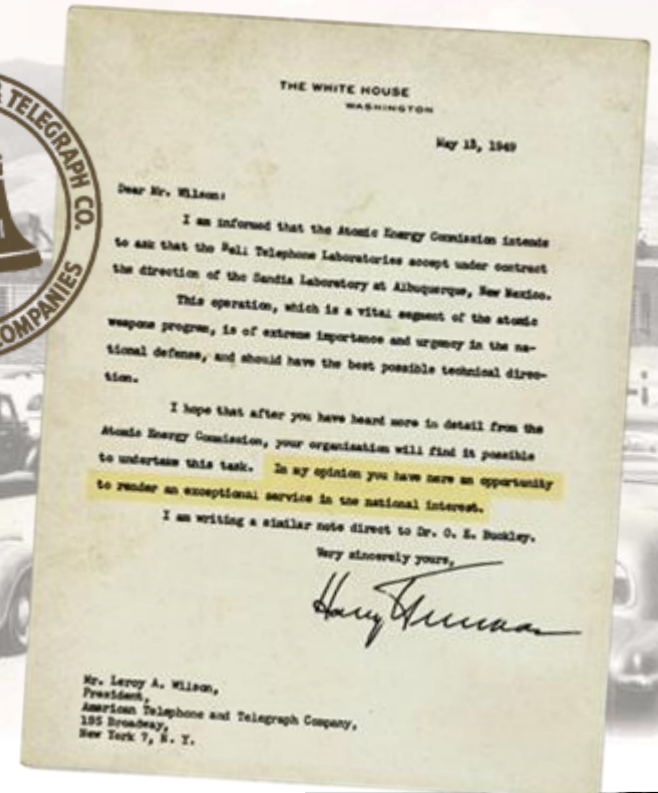 TELEGRAPH CO.
COMPANIES
THE WHITE HOUSE
WASHINGTON
May 13, 1949
Dear Mr. Wilson:
I am informed that the Atomic Energy Commission intends
to ask that the Bell Telephone Laboratories accept under contract
the direction of the Sandia Laboratory at Albuquerque, New Mexico.
This operation, which is a vital segment of the atomic
weapons program, is of extreme importance and urgency in the na-
tional defense, and should have the best possible technical direc-
tion.
I hope that after you have heard more in detail from the
Atomic Energy Commission, your organization will find it possible
to undertake this task. In my opinion you have here an opportunity
to render an exceptional service in the national interest.
I am writing a similar note direct to Dr. O. E. Buckley.
Very sincerely yours,
Harry Truman
Mr. Leroy A. Wilson,
President,
American Telephone and Telegraph Company,
195 Broadway,
New York 7, N. Y.